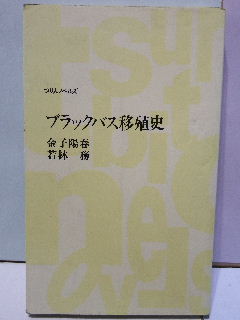 つり人ノベルズ
ブラックバス移殖史
金子陽春
若林 務